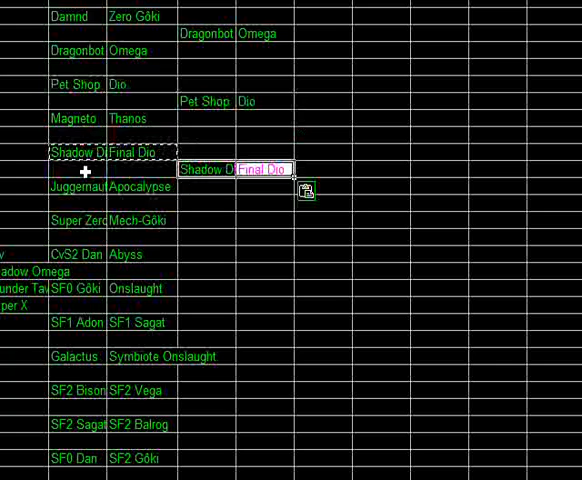 Damnd Zero Gôki
Dragonbot Omega
Dragonbot Omega
Pet Shop Dio
Pet Shop Dio
Magneto Thanos
Shadow Di Final Dio
Shadow D Final Dio
Juggernaut Apocalypse
Super Zero Mech-Gôki
v CvS2 Dan Abyss
adow Omega
under Tav SF0 Gôki Onslaught
per X
SF1 Adon SF1 Sagat
Galactus Symbiote Onslaught
SF2 Bison SF2 Vega
SF2 Sagat SF2 Balrog
SF0 Dan SF2 Gôki